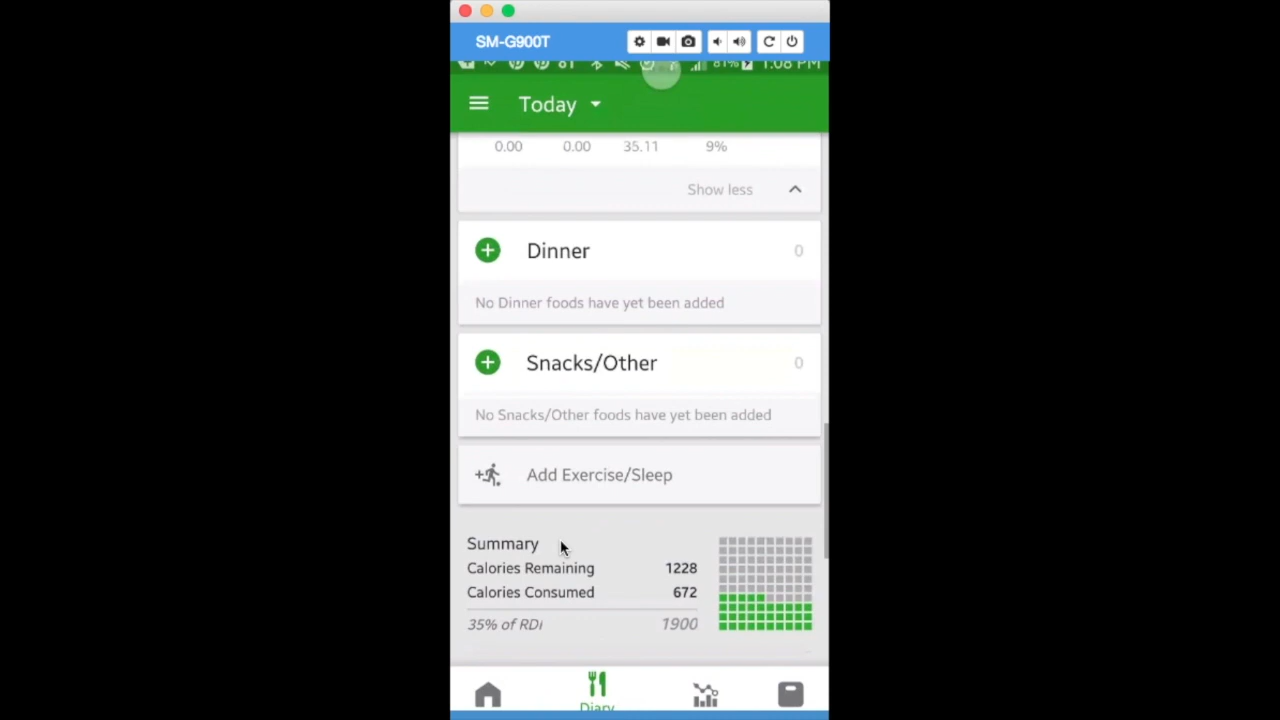 SM-G900T
81% 1:08 PM
Today
0.00 0.00 35.11 9%
Show less
Dinner 0
No Dinner foods have yet been added
Snacks/Other 0
No Snacks/Other foods have yet been added
Add Exercise/Sleep
Summary
Calories Remaining 1228
Calories Consumed 672
35% of RDI 1900
Diary